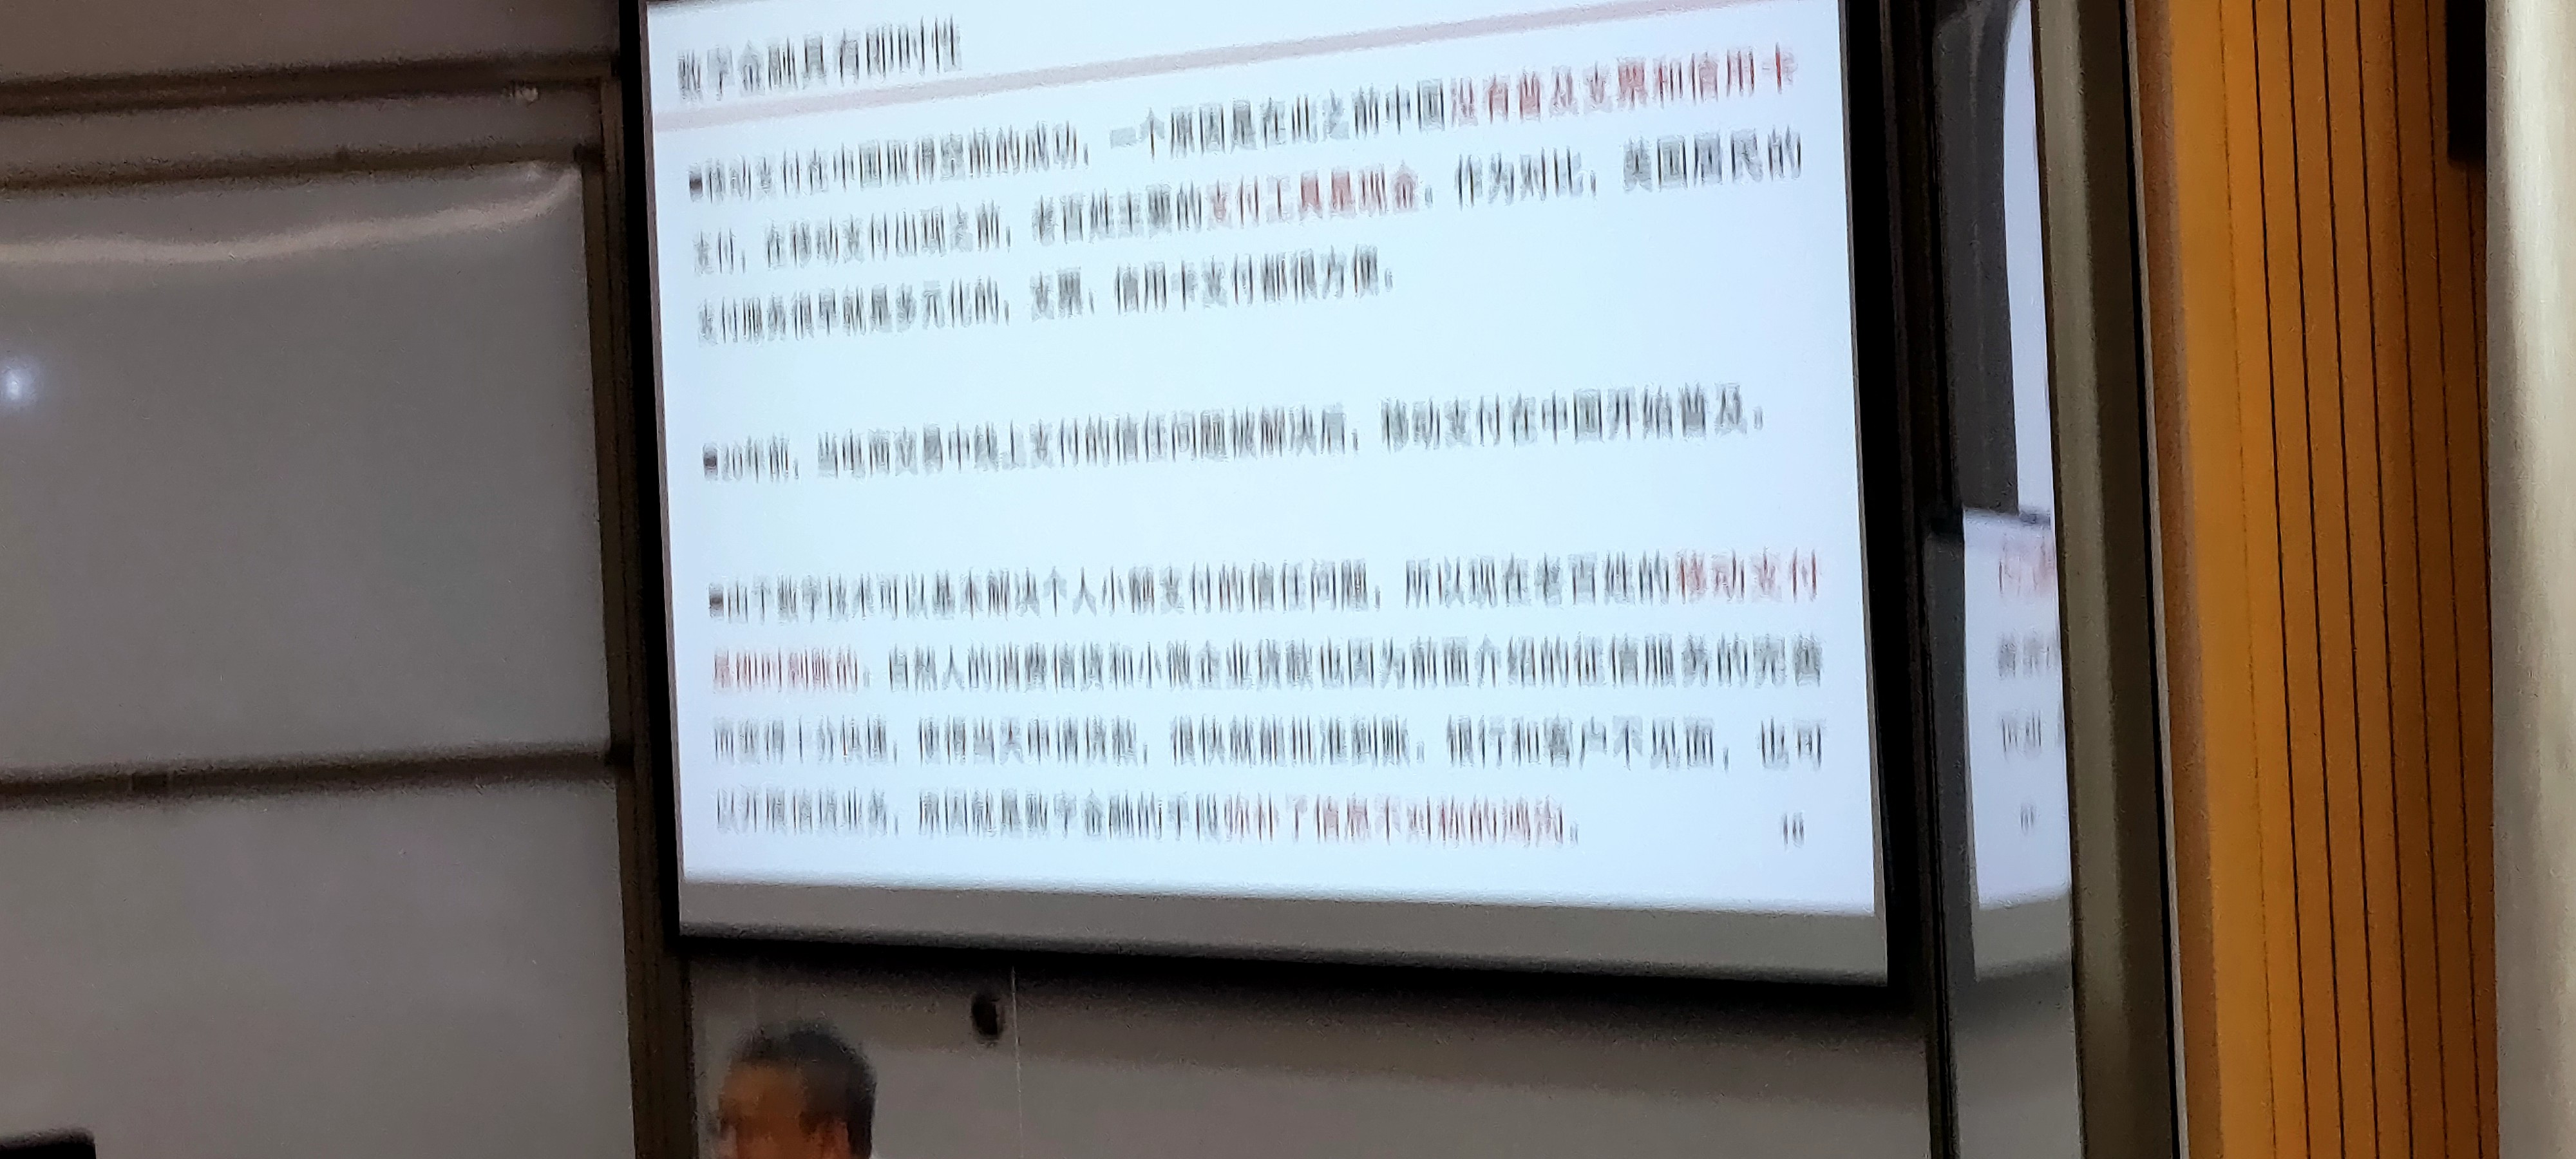 数字金融具有即时性
■移动支付在中国取得空前的成功，一个原因是在此之前中国没有普及支票和信用卡
支付，在移动支付出现之前，老百姓主要的支付工具是现金。作为对比，美国居民的
支付服务很早就是多元化的，支票、信用卡支付都很方便。
■20年前，当电商交易中线上支付的信任问题被解决后，移动支付在中国开始普及。
■由于数字技术可以基本解决个人小额支付的信任问题，所以现在老百姓的移动支付
是即时到账的。自然人的消费信贷和小微企业贷款也因为前面介绍的征信服务的完善
而变得十分快捷，使得当天申请贷款，很快就能批准到账。银行和客户不见面，也可
以开展信贷业务，原因就是数字金融的手段弥补了信息不对称的鸿沟。